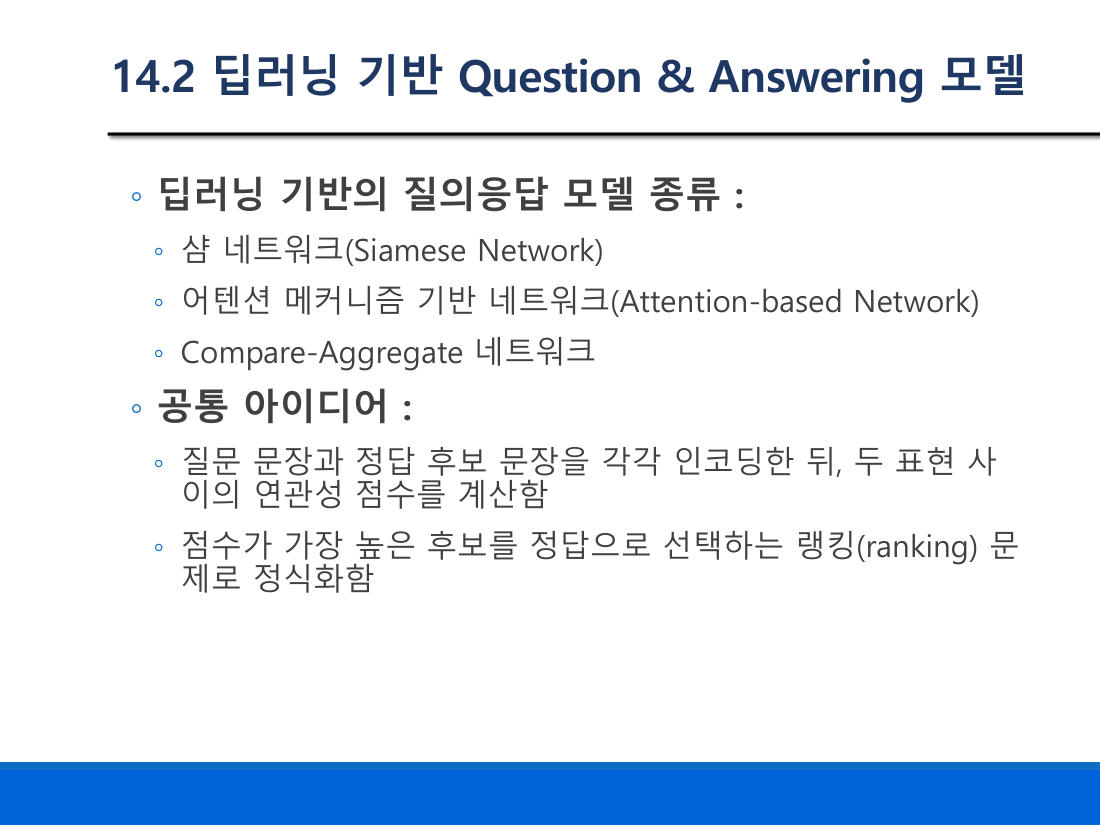 14.2 딥러닝 기반 Question & Answering 모델
◦ 딥러닝 기반의 질의응답 모델 종류 :
◦ 샴 네트워크(Siamese Network)
◦ 어텐션 메커니즘 기반 네트워크(Attention-based Network)
◦ Compare-Aggregate 네트워크
◦ 공통 아이디어 :
◦ 질문 문장과 정답 후보 문장을 각각 인코딩한 뒤, 두 표현 사
이의 연관성 점수를 계산함
◦ 점수가 가장 높은 후보를 정답으로 선택하는 랭킹(ranking) 문
제로 정식화함